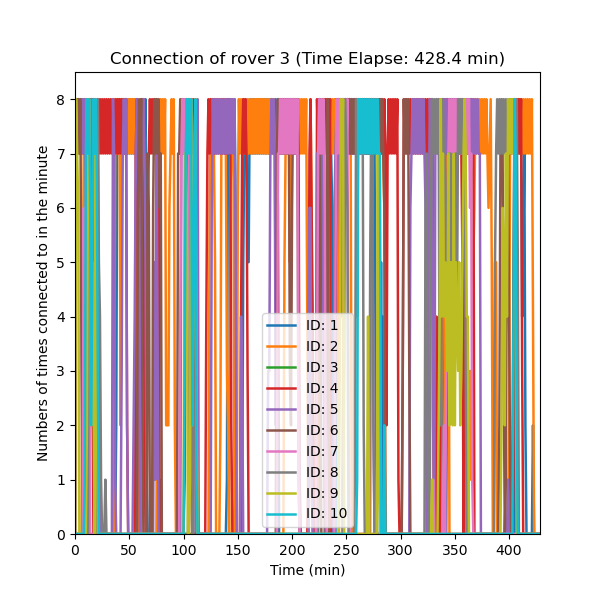 Connection of rover 3 (Time Elapse: 428.4 min)
Numbers of times connected to in the minute
8
7
6
5
4
3
2
1
0
ID: 1
ID: 2
ID: 3
ID: 4
ID: 5
ID: 6
ID: 7
ID: 8
ID: 9
ID: 10
0 50 100 150 200 250 300 350 400
Time (min)